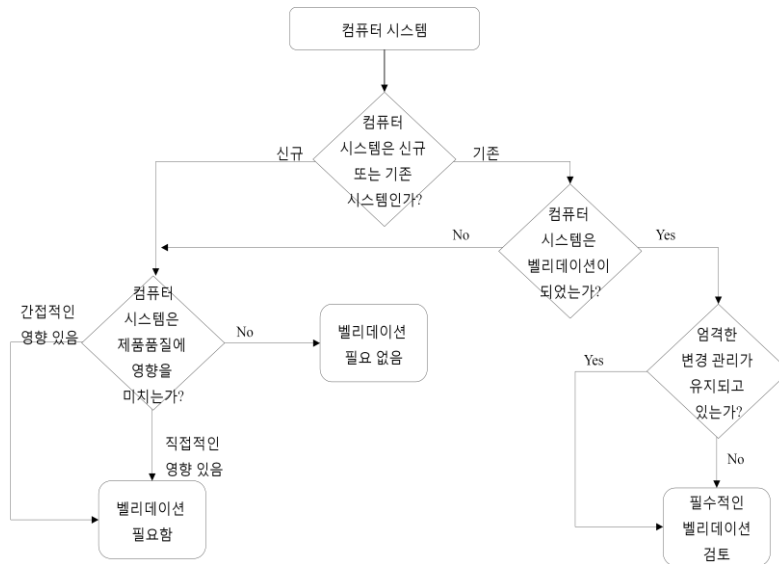 컴퓨터 시스템
컴퓨터
시스템은 신규
또는 기존
시스템인가?
신규
기존
컴퓨터
시스템은
벨리데이션이
되었는가?
No
Yes
컴퓨터
시스템은
제품품질에
영향을
미치는가?
간접적인
영향 있음
No
벨리데이션
필요 없음
직접적인
영향 있음
벨리데이션
필요함
엄격한
변경 관리가
유지되고
있는가?
Yes
No
필수적인
벨리데이션
검토